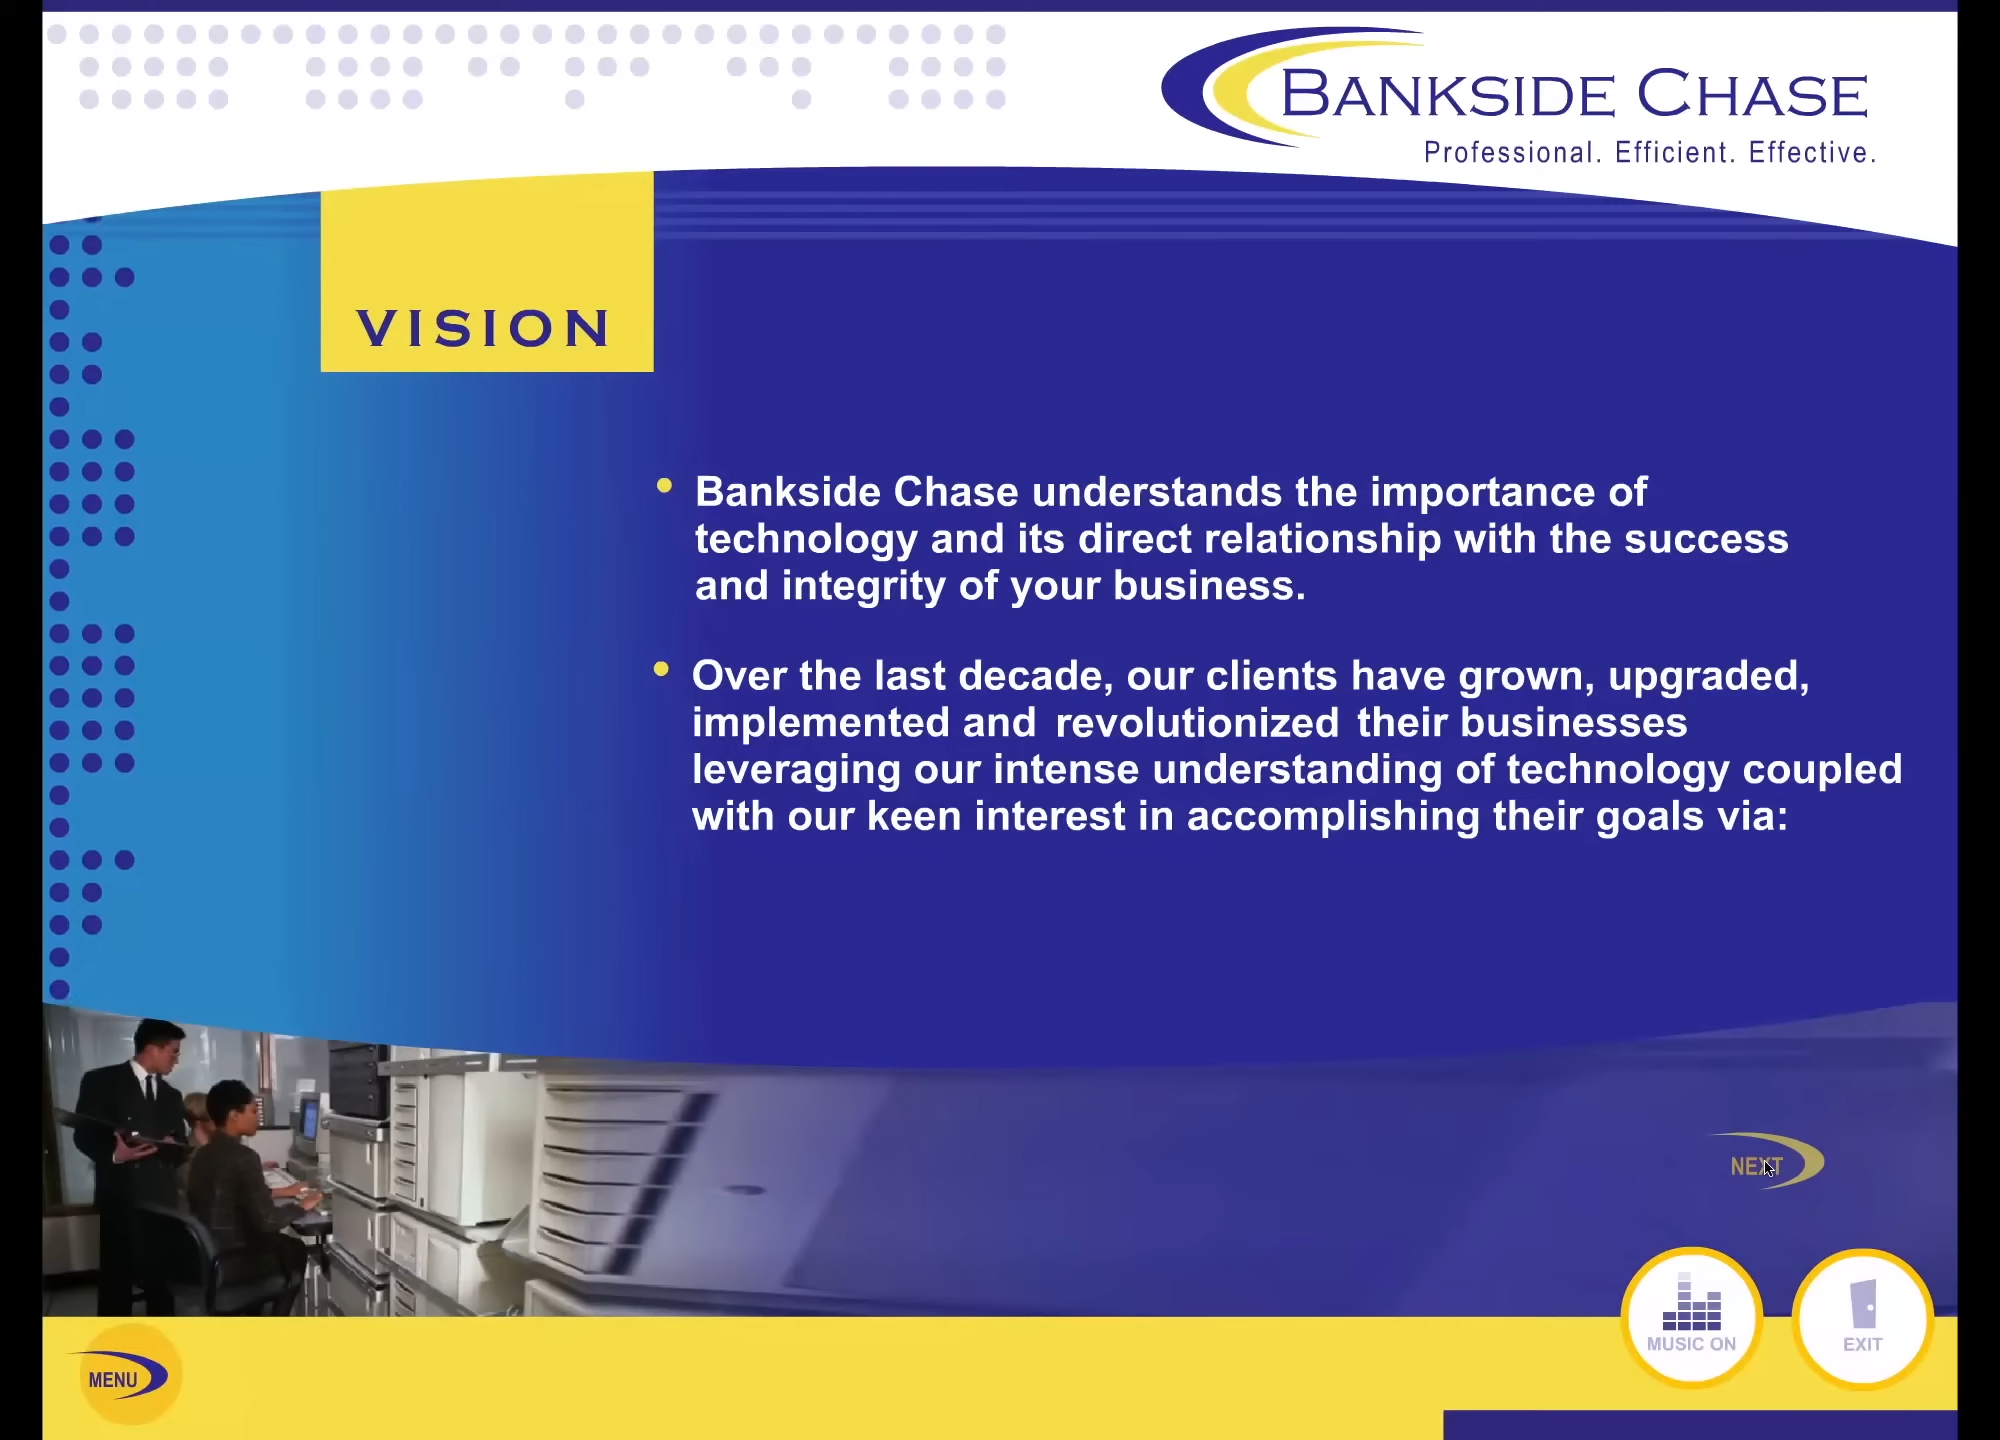 BANKSIDE CHASE
Professional. Efficient. Effective.
VISION
Bankside Chase understands the importance of
technology and its direct relationship with the success
and integrity of your business.
Over the last decade, our clients have grown, upgraded,
implemented and revolutionized their businesses
leveraging our intense understanding of technology coupled
with our keen interest in accomplishing their goals via:
NEXT
MUSIC ON
EXIT
MENU